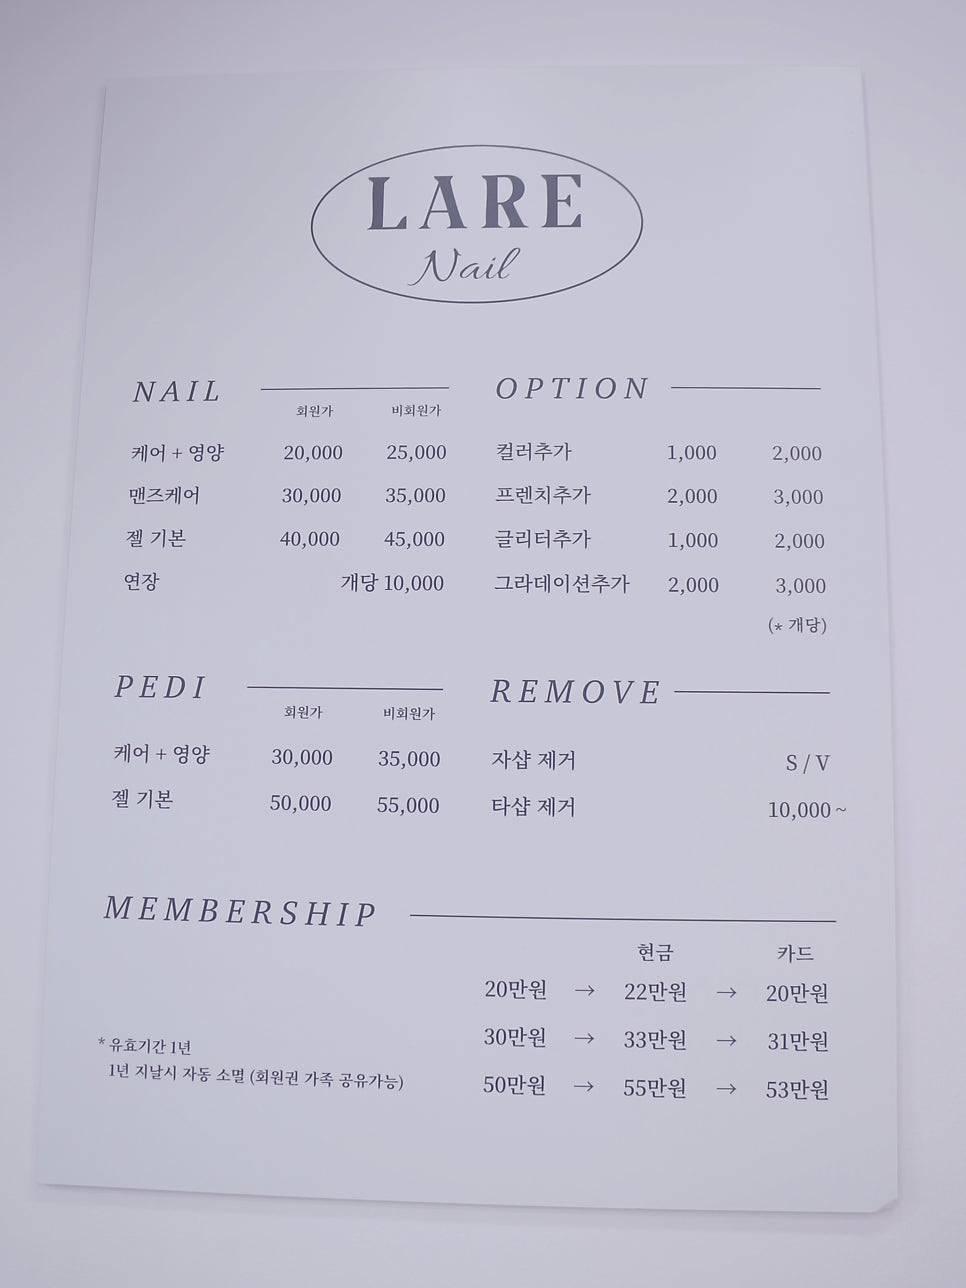 LARE
Nail
NAIL
회원가 비회원가
케어 + 영양 20,000 25,000
맨즈케어 30,000 35,000
젤 기본 40,000 45,000
연장 개당 10,000
OPTION
컬러추가 1,000 2,000
프렌치추가 2,000 3,000
글리터추가 1,000 2,000
그라데이션추가 2,000 3,000
(* 개당)
PEDI
회원가 비회원가
케어 + 영양 30,000 35,000
젤 기본 50,000 55,000
REMOVE
자샵 제거 S / V
타샵 제거 10,000 ~
MEMBERSHIP
현금 카드
20만원 → 22만원 → 20만원
30만원 → 33만원 → 31만원
50만원 → 55만원 → 53만원
* 유효기간 1년
1년 지날시 자동 소멸 (회원권 가족 공유가능)